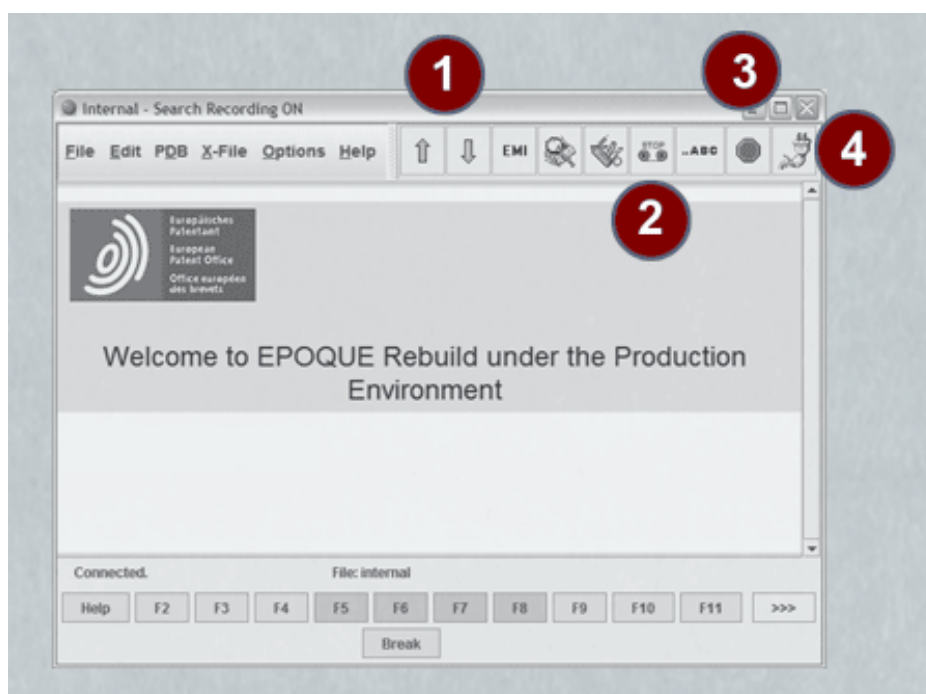 1
3
Internal - Search Recording ON
File Edit PDB X-File Options Help
EMI
STOP
..ABC
4
2
Europäisches
Patentamt
European
Patent Office
Office européen
des brevets
Welcome to EPOQUE Rebuild under the Production
Environment
Connected.
File: internal
Help F2 F3 F4 F5 F6 F7 F8 F9 F10 F11 >>>
Break